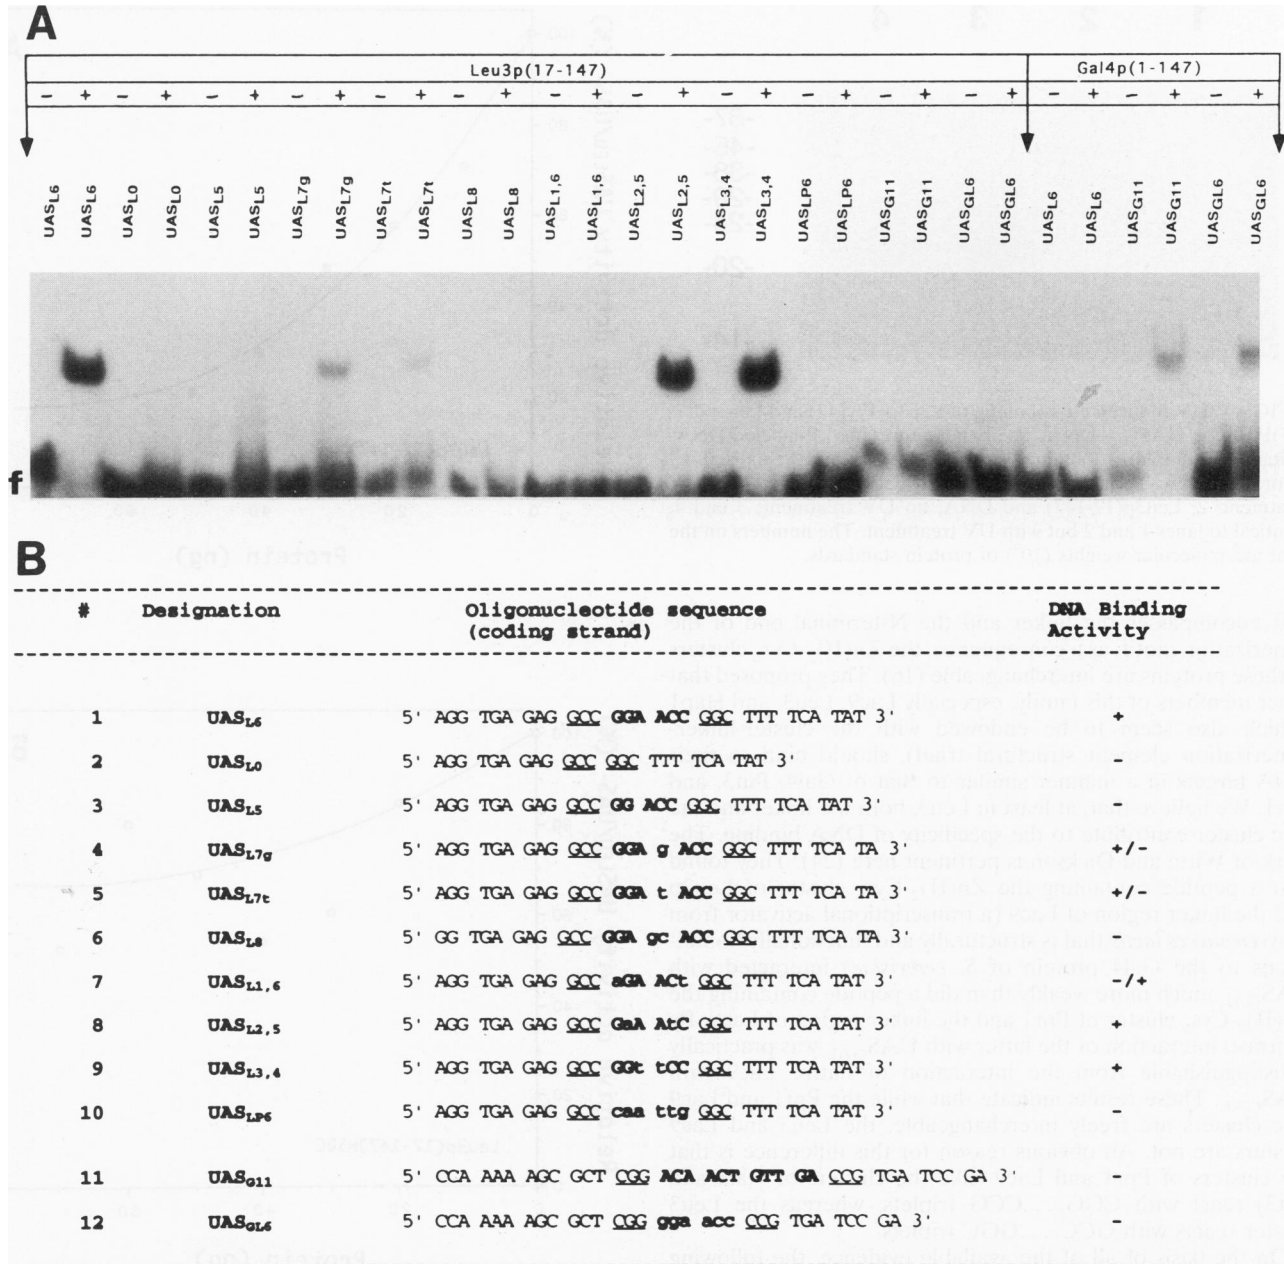 A
Leu3p(17-147) Gal4p(1-147)
− + − + − + − + − + − + − + − + − + − + − + − + − + − + − +
UASL6 UASL6 UASL0 UASL0 UASL5 UASL5 UASL7g UASL7g UASL7t UASL7t UASL8 UASL8 UASL1,6 UASL1,6 UASL2,5 UASL2,5 UASL3,4 UASL3,4 UASLP6 UASLP6 UASG11 UASG11 UASGL6 UASGL6 UASL6 UASL6 UASG11 UASG11 UASGL6 UASGL6
f
B
# Designation Oligonucleotide sequence DNA Binding
(coding strand) Activity
1 UASL6 5' AGG TGA GAG GCC GGA ACC GGC TTT TCA TAT 3' +
2 UASL0 5' AGG TGA GAG GCC GGC TTT TCA TAT 3' −
3 UASL5 5' AGG TGA GAG GCC GG ACC GGC TTT TCA TAT 3' −
4 UASL7g 5' AGG TGA GAG GCC GGA g ACC GGC TTT TCA TA 3' +/−
5 UASL7t 5' AGG TGA GAG GCC GGA ACC GGC TTT TCA TA 3' +/−
6 UASL8 5' GG TGA GAG GCC GGA gc ACC GGC TTT TCA TA 3' −
7 UASL1,6 5' AGG TGA GAG GCC aGA ACt GGC TTT TCA TAT 3' −/+
8 UASL2,5 5' AGG TGA GAG GCC GaA AtC GGC TTT TCA TAT 3' +
9 UASL3,4 5' AGG TGA GAG GCC GGt tCC GGC TTT TCA TAT 3' +
10 UASLP6 5' AGG TGA GAG GCC caa ttg GGC TTT TCA TAT 3' −
11 UASG11 5' CCA AAA AGC GCT CGG ACA ACT GTT GA CCG TGA TCC GA 3' −
12 UASGL6 5' CCA AAA AGC GCT CGG gga acc CCG TGA TCC GA 3' −